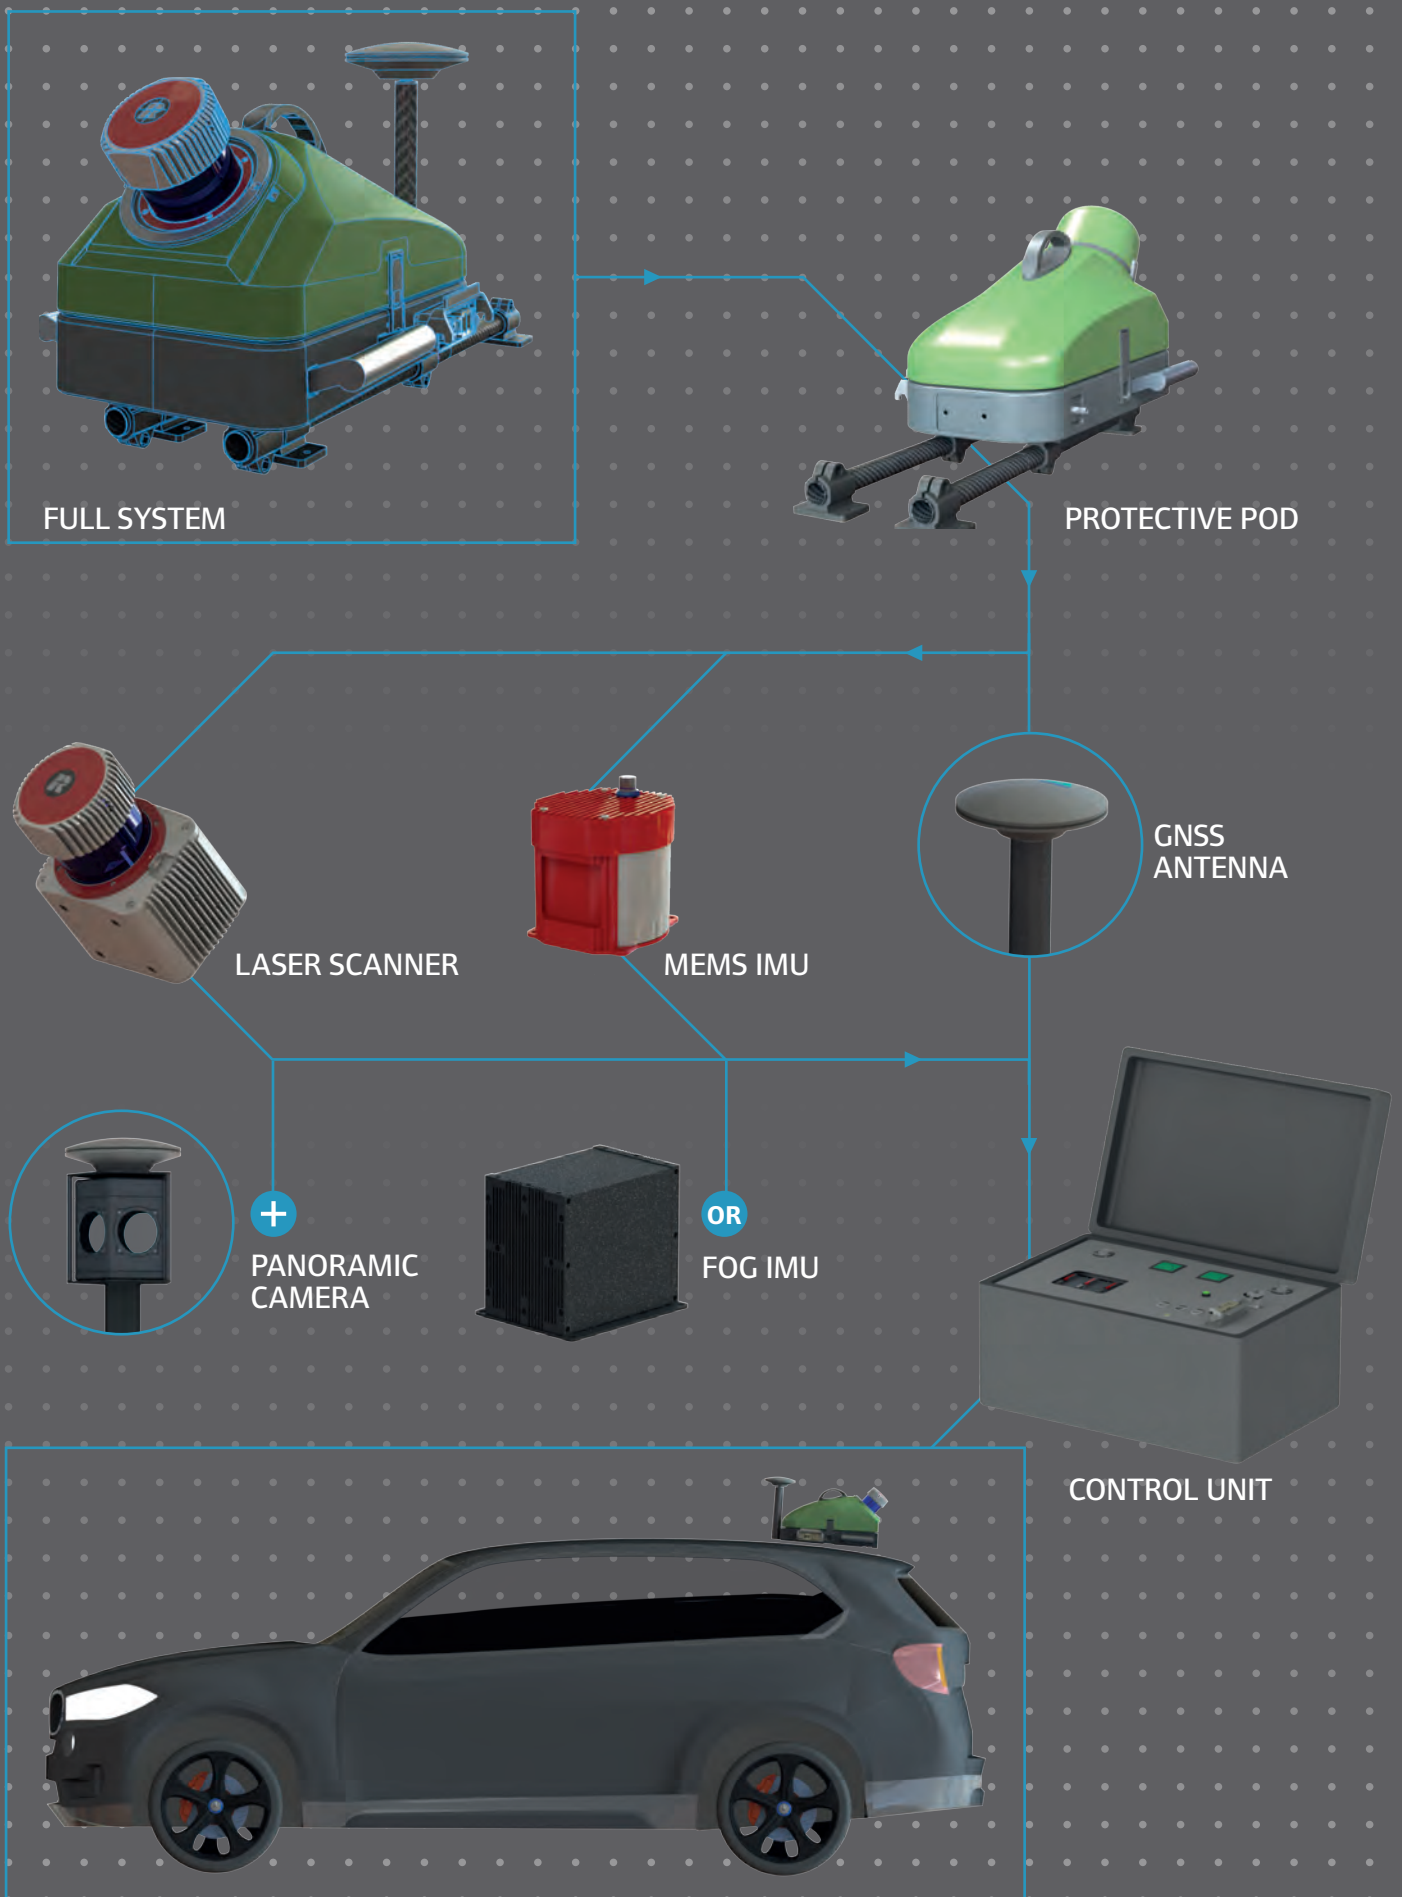 FULL SYSTEM
PROTECTIVE POD
GNSS
ANTENNA
LASER SCANNER
MEMS IMU
+
PANORAMIC
CAMERA
OR
FOG IMU
CONTROL UNIT